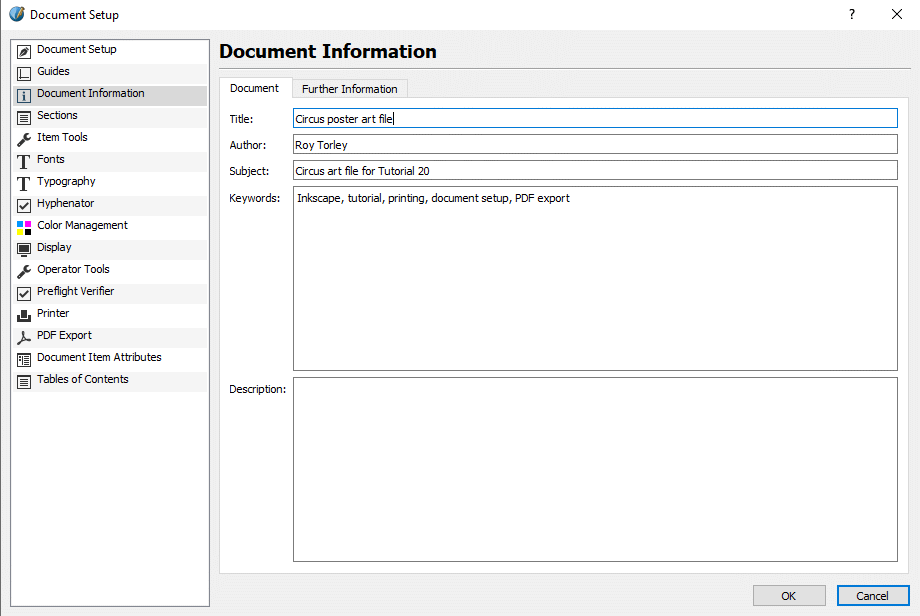 Document Setup
?
Document Setup
Guides
Document Information
Sections
Item Tools
Fonts
Typography
Hyphenator
Color Management
Display
Operator Tools
Preflight Verifier
Printer
PDF Export
Document Item Attributes
Tables of Contents
Document Information
Document Further Information
Title: Circus poster art file
Author: Roy Torley
Subject: Circus art file for Tutorial 20
Keywords: Inkscape, tutorial, printing, document setup, PDF export
Description:
OK Cancel